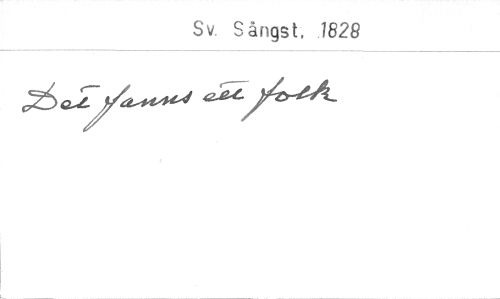 Sv. Sångst. 1828
Det fanns ett folk